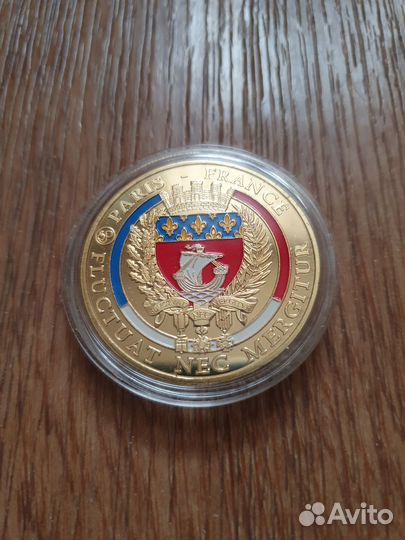 PARIS - FRANCE
FLUCTUAT NEC MERGITUR
Avito